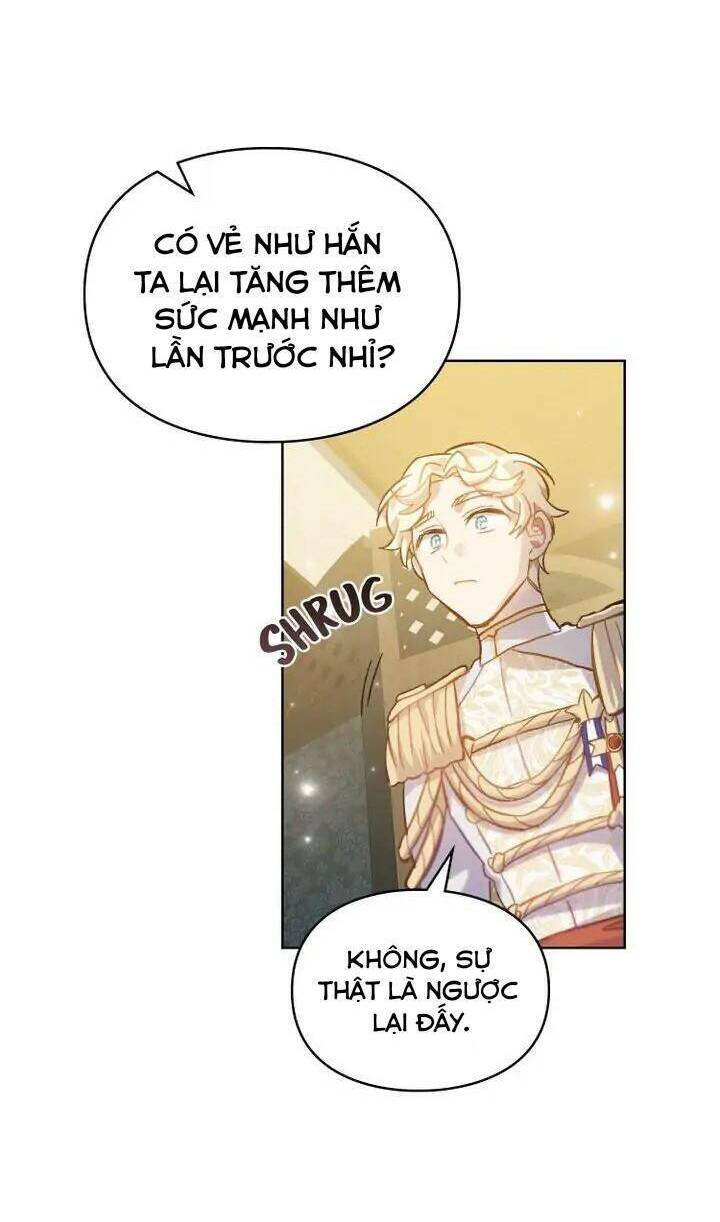 CÓ VẺ NHƯ HẮN
TA LẠI TĂNG THÊM
SỨC MẠNH NHƯ
LẦN TRƯỚC NHỈ?
SHRUG
KHÔNG, SỰ
THẬT LÀ NGƯỢC
LẠI ĐẤY.